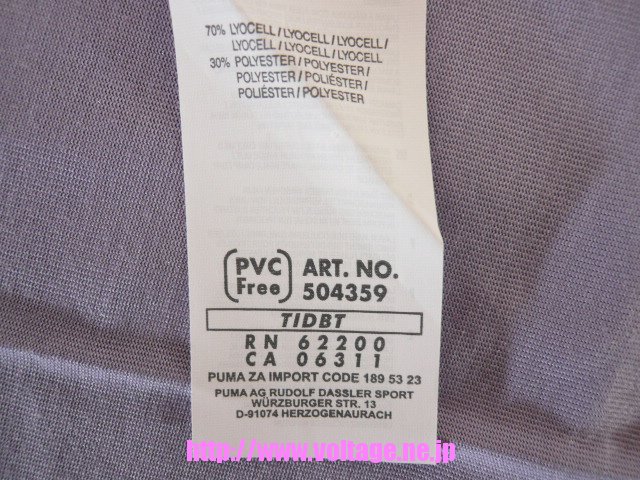 70% LYOCELL / LYOCELL / LYOCELL /
LYOCELL / LYOCELL / LYOCELL
30% POLYESTER / POLYESTER /
POLYESTER / POLIÉSTER /
POLIÉSTER / POLYESTER
PVC Free ART. NO.
504359
TIDBT
RN 62200
CA 06311
PUMA ZA IMPORT CODE 189 53 23
PUMA AG RUDOLF DASSLER SPORT
WÜRZBURGER STR. 13
D-91074 HERZOGENAURACH
http://www.voltage.ne.jp